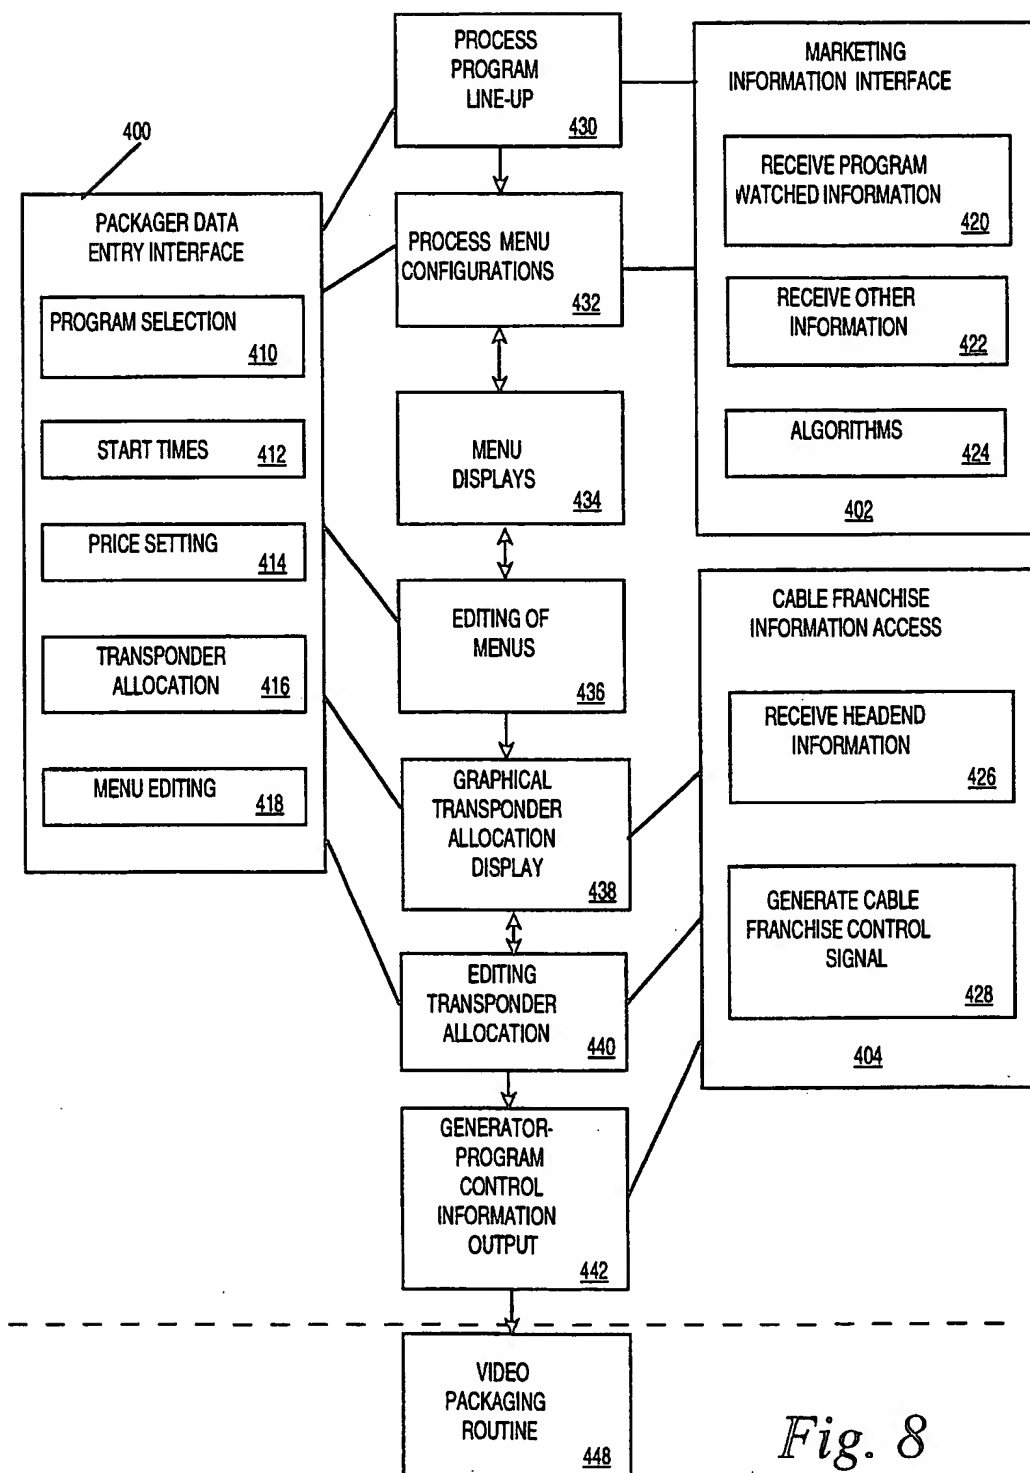 PROCESS
PROGRAM
LINE-UP
430
MARKETING
INFORMATION INTERFACE
RECEIVE PROGRAM
WATCHED INFORMATION
420
RECEIVE OTHER
INFORMATION
422
ALGORITHMS
424
402
400
PACKAGER DATA
ENTRY INTERFACE
PROGRAM SELECTION
410
START TIMES
412
PRICE SETTING
414
TRANSPONDER
ALLOCATION
416
MENU EDITING
418
PROCESS MENU
CONFIGURATIONS
432
MENU
DISPLAYS
434
EDITING OF
MENUS
436
GRAPHICAL
TRANSPONDER
ALLOCATION
DISPLAY
438
EDITING
TRANSPONDER
ALLOCATION
440
CABLE FRANCHISE
INFORMATION ACCESS
RECEIVE HEADEND
INFORMATION
426
GENERATE CABLE
FRANCHISE CONTROL
SIGNAL
428
404
GENERATOR-
PROGRAM
CONTROL
INFORMATION
OUTPUT
442
VIDEO
PACKAGING
ROUTINE
448
Fig. 8